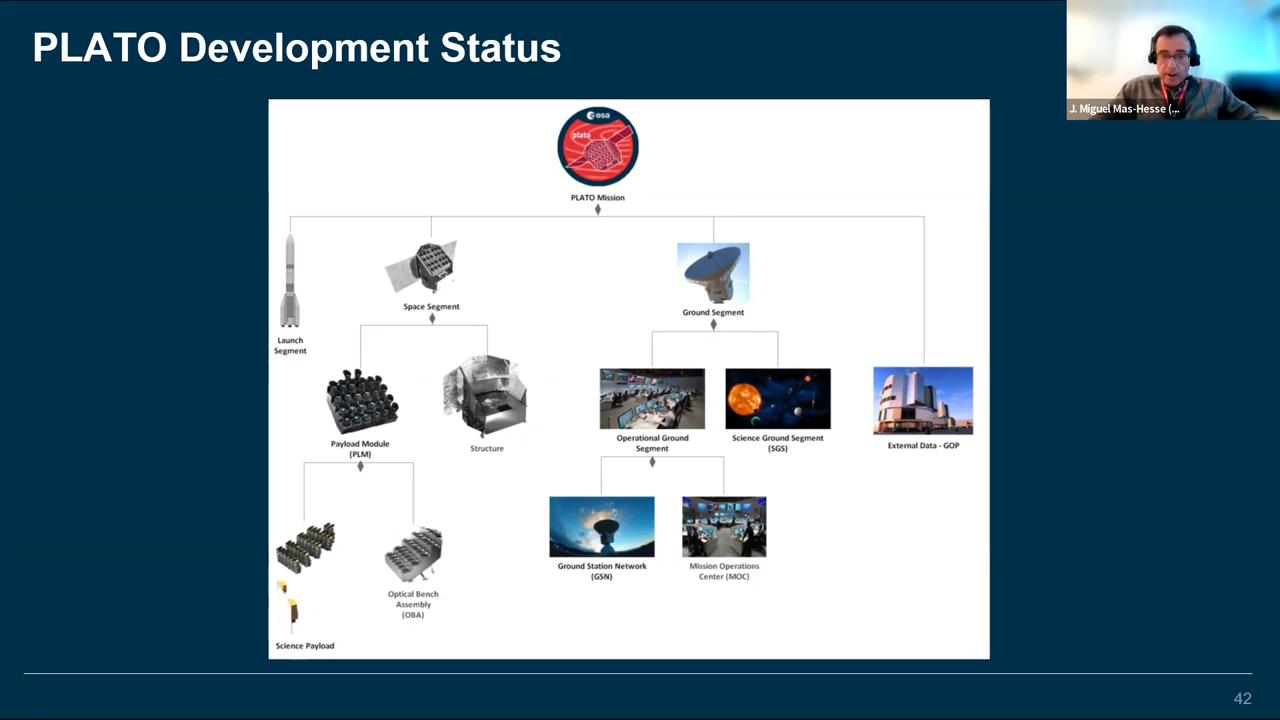 PLATO Development Status
J. Miguel Mas-Hesse (...
esa
plato
PLATO Mission
Space Segment
Ground Segment
Launch
Segment
Payload Module
(PLM)
Structure
Operational Ground
Segment
Science Ground Segment
(SGS)
External Data - GOP
Ground Station Network
(GSN)
Mission Operations
Center (MOC)
Optical Bench
Assembly
(OBA)
Science Payload
42